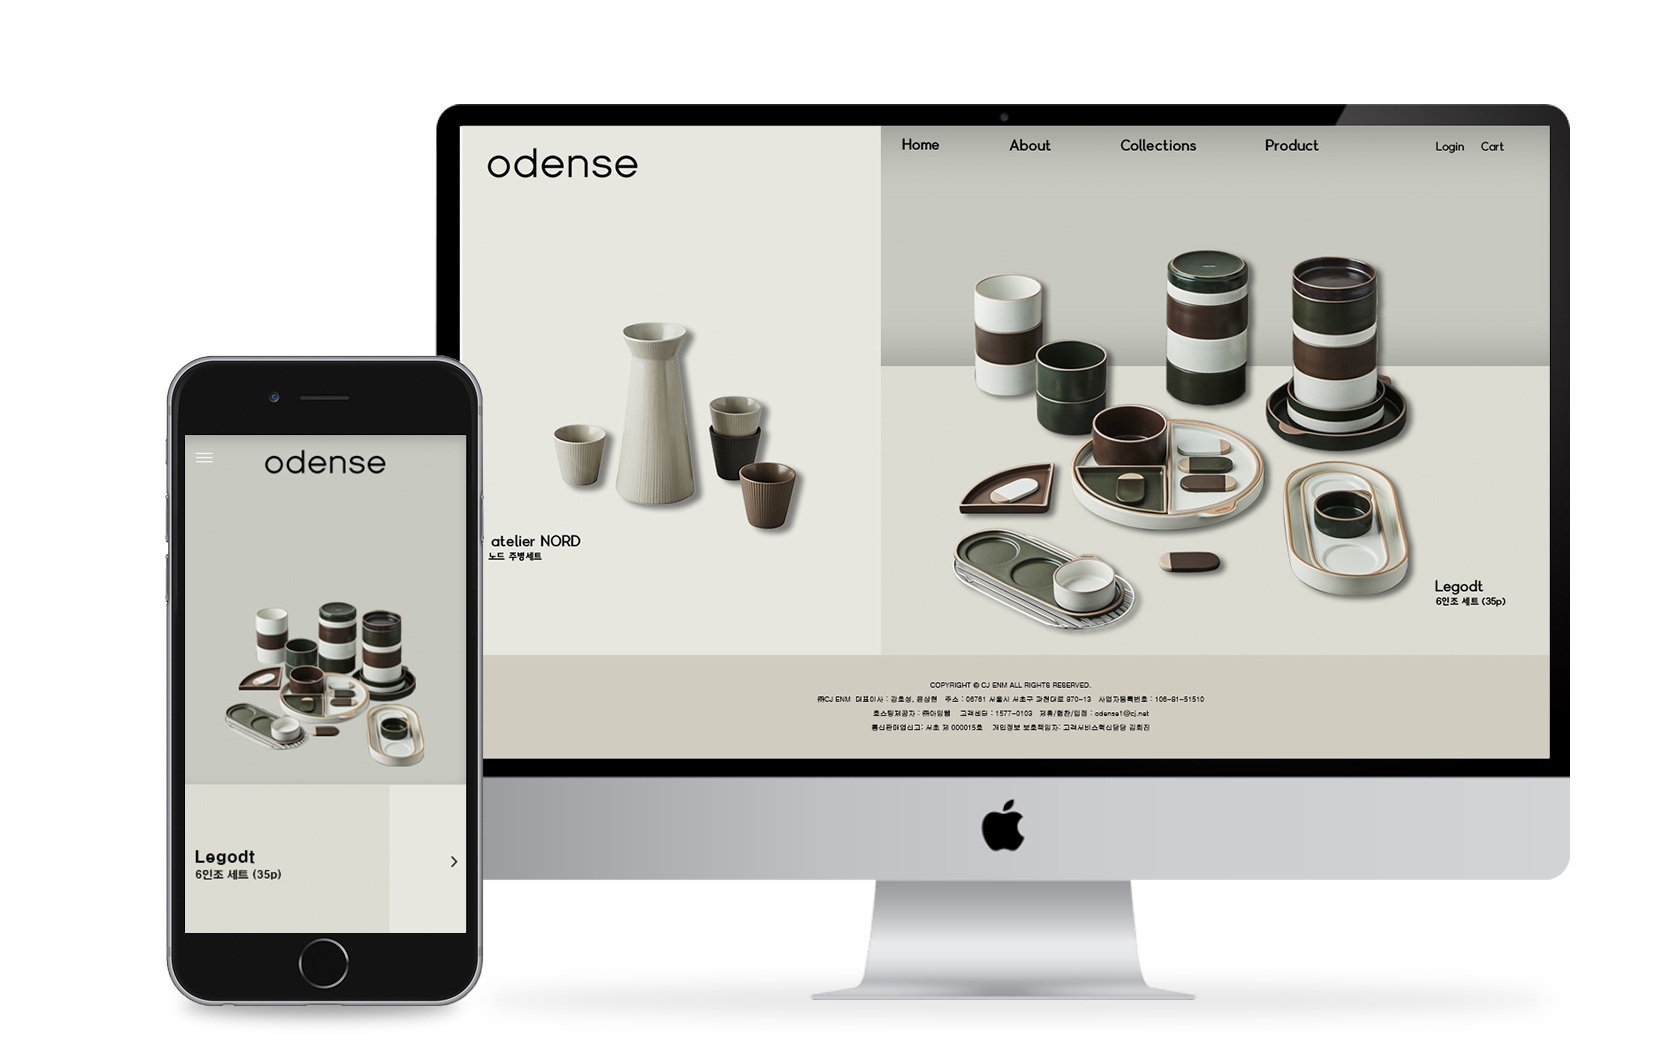 odense
Home About Collections Product Login Cart
atelier NORD
노드 주병세트
Legodt
6인조 세트 (35p)
COPYRIGHT © CJ ENM ALL RIGHTS RESERVED.
㈜CJ ENM 대표이사 : 강호성, 윤상현 주소 : 06761 서울시 서초구 과천대로 870-13 사업자등록번호 : 106-81-51510
호스팅제공자 : ㈜아임웹 고객센터 : 1577-0103 제휴/협찬/입점 : odense1@cj.net
통신판매업신고: 서초 제 000015호 개인정보 보호책임자: 고객서비스혁신담당 김희진
odense
Legodt
6인조 세트 (35p)